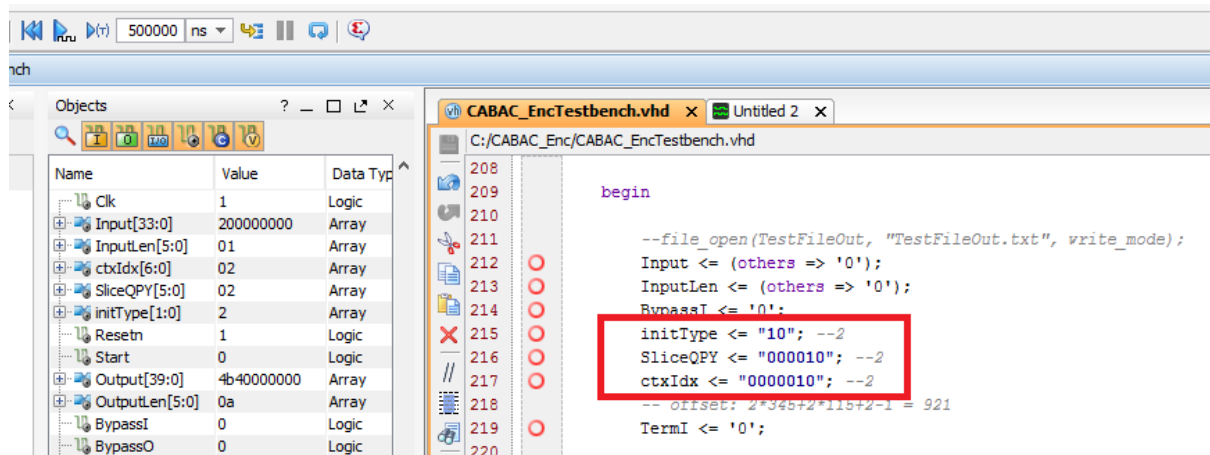 (T) 500000 ns
nch
Objects ? _
Name Value Data Typ
Clk 1 Logic
Input[33:0] 200000000 Array
InputLen[5:0] 01 Array
ctxIdx[6:0] 02 Array
SliceQPY[5:0] 02 Array
initType[1:0] 2 Array
Resetn 1 Logic
Start 0 Logic
Output[39:0] 4b40000000 Array
OutputLen[5:0] 0a Array
BypassI 0 Logic
BypassO 0 Logic
CABAC_EncTestbench.vhd x Untitled 2 x
C:/CABAC_Enc/CABAC_EncTestbench.vhd
208
209 begin
210
211 --file_open(TestFileOut, "TestFileOut.txt", write_mode);
212 Input <= (others => '0');
213 InputLen <= (others => '0');
214 BypassI <= '0';
215 initType <= "10"; --2
216 SliceQPY <= "000010"; --2
217 ctxIdx <= "0000010"; --2
218 -- offset: 2*345+2*115+2-1 = 921
219 TermI <= '0';
220